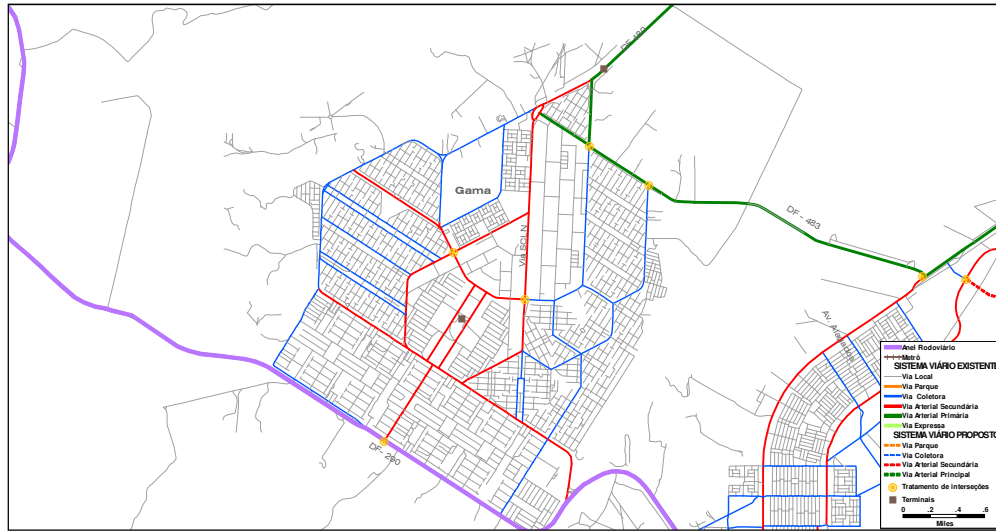 DF-480
Gama
Via SCLN
DF - 483
Av. Alagados
DF- 290
Anel Rodoviário
Metrô
SISTEMA VIÁRIO EXISTENTE
Via Local
Via Parque
Via Coletora
Via Arterial Secundária
Via Arterial Primária
Via Expressa
SISTEMA VIÁRIO PROPOSTO
Via Parque
Via Coletora
Via Arterial Secundária
Via Arterial Principal
Tratamento de interseções
Terminais
0 .2 .4 .6
Miles